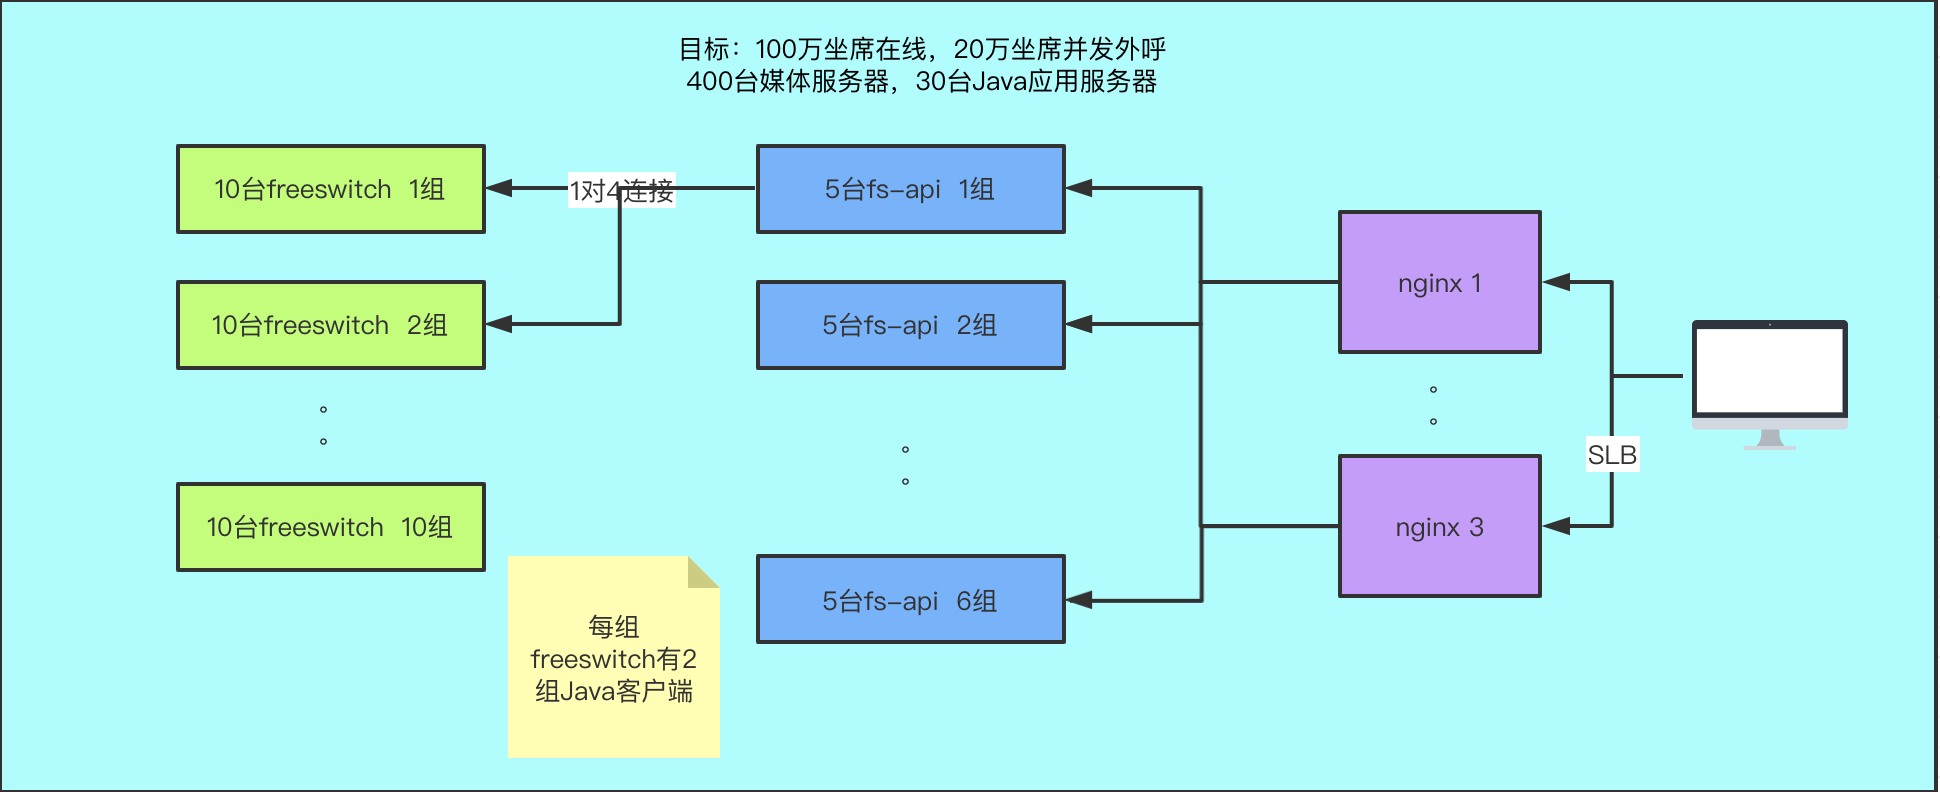 目标：100万坐席在线，20万坐席并发外呼
400台媒体服务器，30台Java应用服务器
10台freeswitch 1组
1对4连接
5台fs-api 1组
nginx 1
10台freeswitch 2组
5台fs-api 2组
SLB
10台freeswitch 10组
nginx 3
5台fs-api 6组
每组
freeswitch有2
组Java客户端